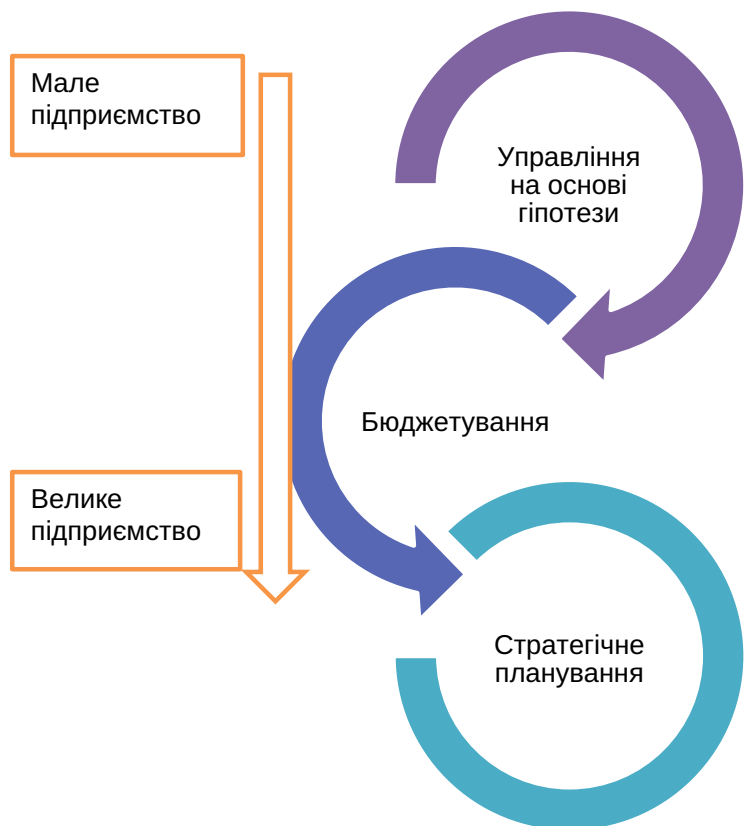 Мале
підприємство
Управління
на основі
гіпотези
Бюджетування
Велике
підприємство
Стратегічне
планування